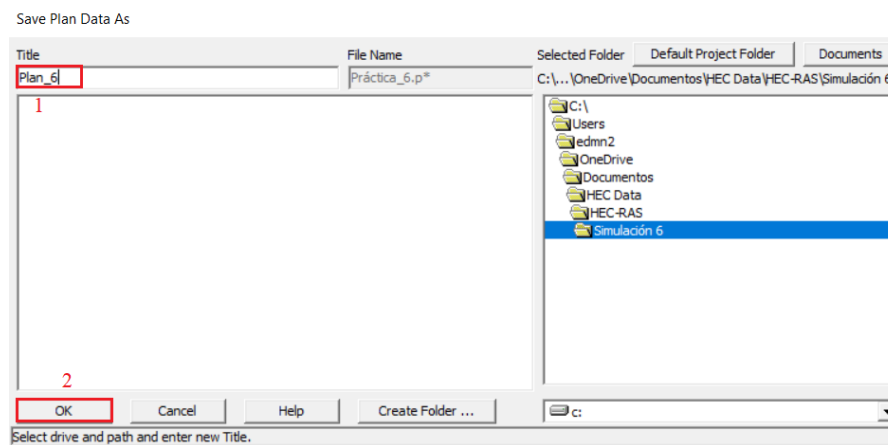 Save Plan Data As
Title
File Name
Selected Folder
Default Project Folder
Documents
Plan_6
Práctica_6.p*
C:\...\OneDrive\Documentos\HEC Data\HEC-RAS\Simulación 6
1
C:\
Users
edmn2
OneDrive
Documentos
HEC Data
HEC-RAS
Simulación 6
2
OK
Cancel
Help
Create Folder ...
c:
Select drive and path and enter new Title.